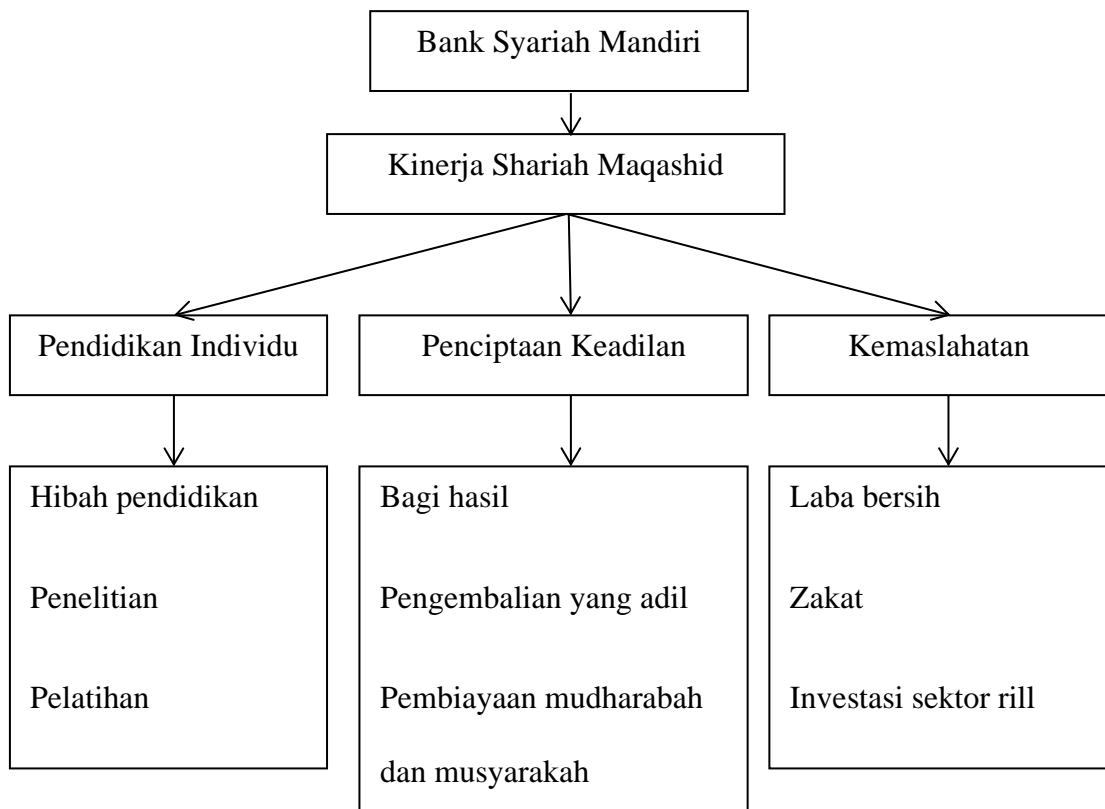 Bank Syariah Mandiri
Kinerja Shariah Maqashid
Pendidikan Individu
Penciptaan Keadilan
Kemaslahatan
Hibah pendidikan
Penelitian
Pelatihan
Bagi hasil
Pengembalian yang adil
Pembiayaan mudharabah
dan musyarakah
Laba bersih
Zakat
Investasi sektor rill